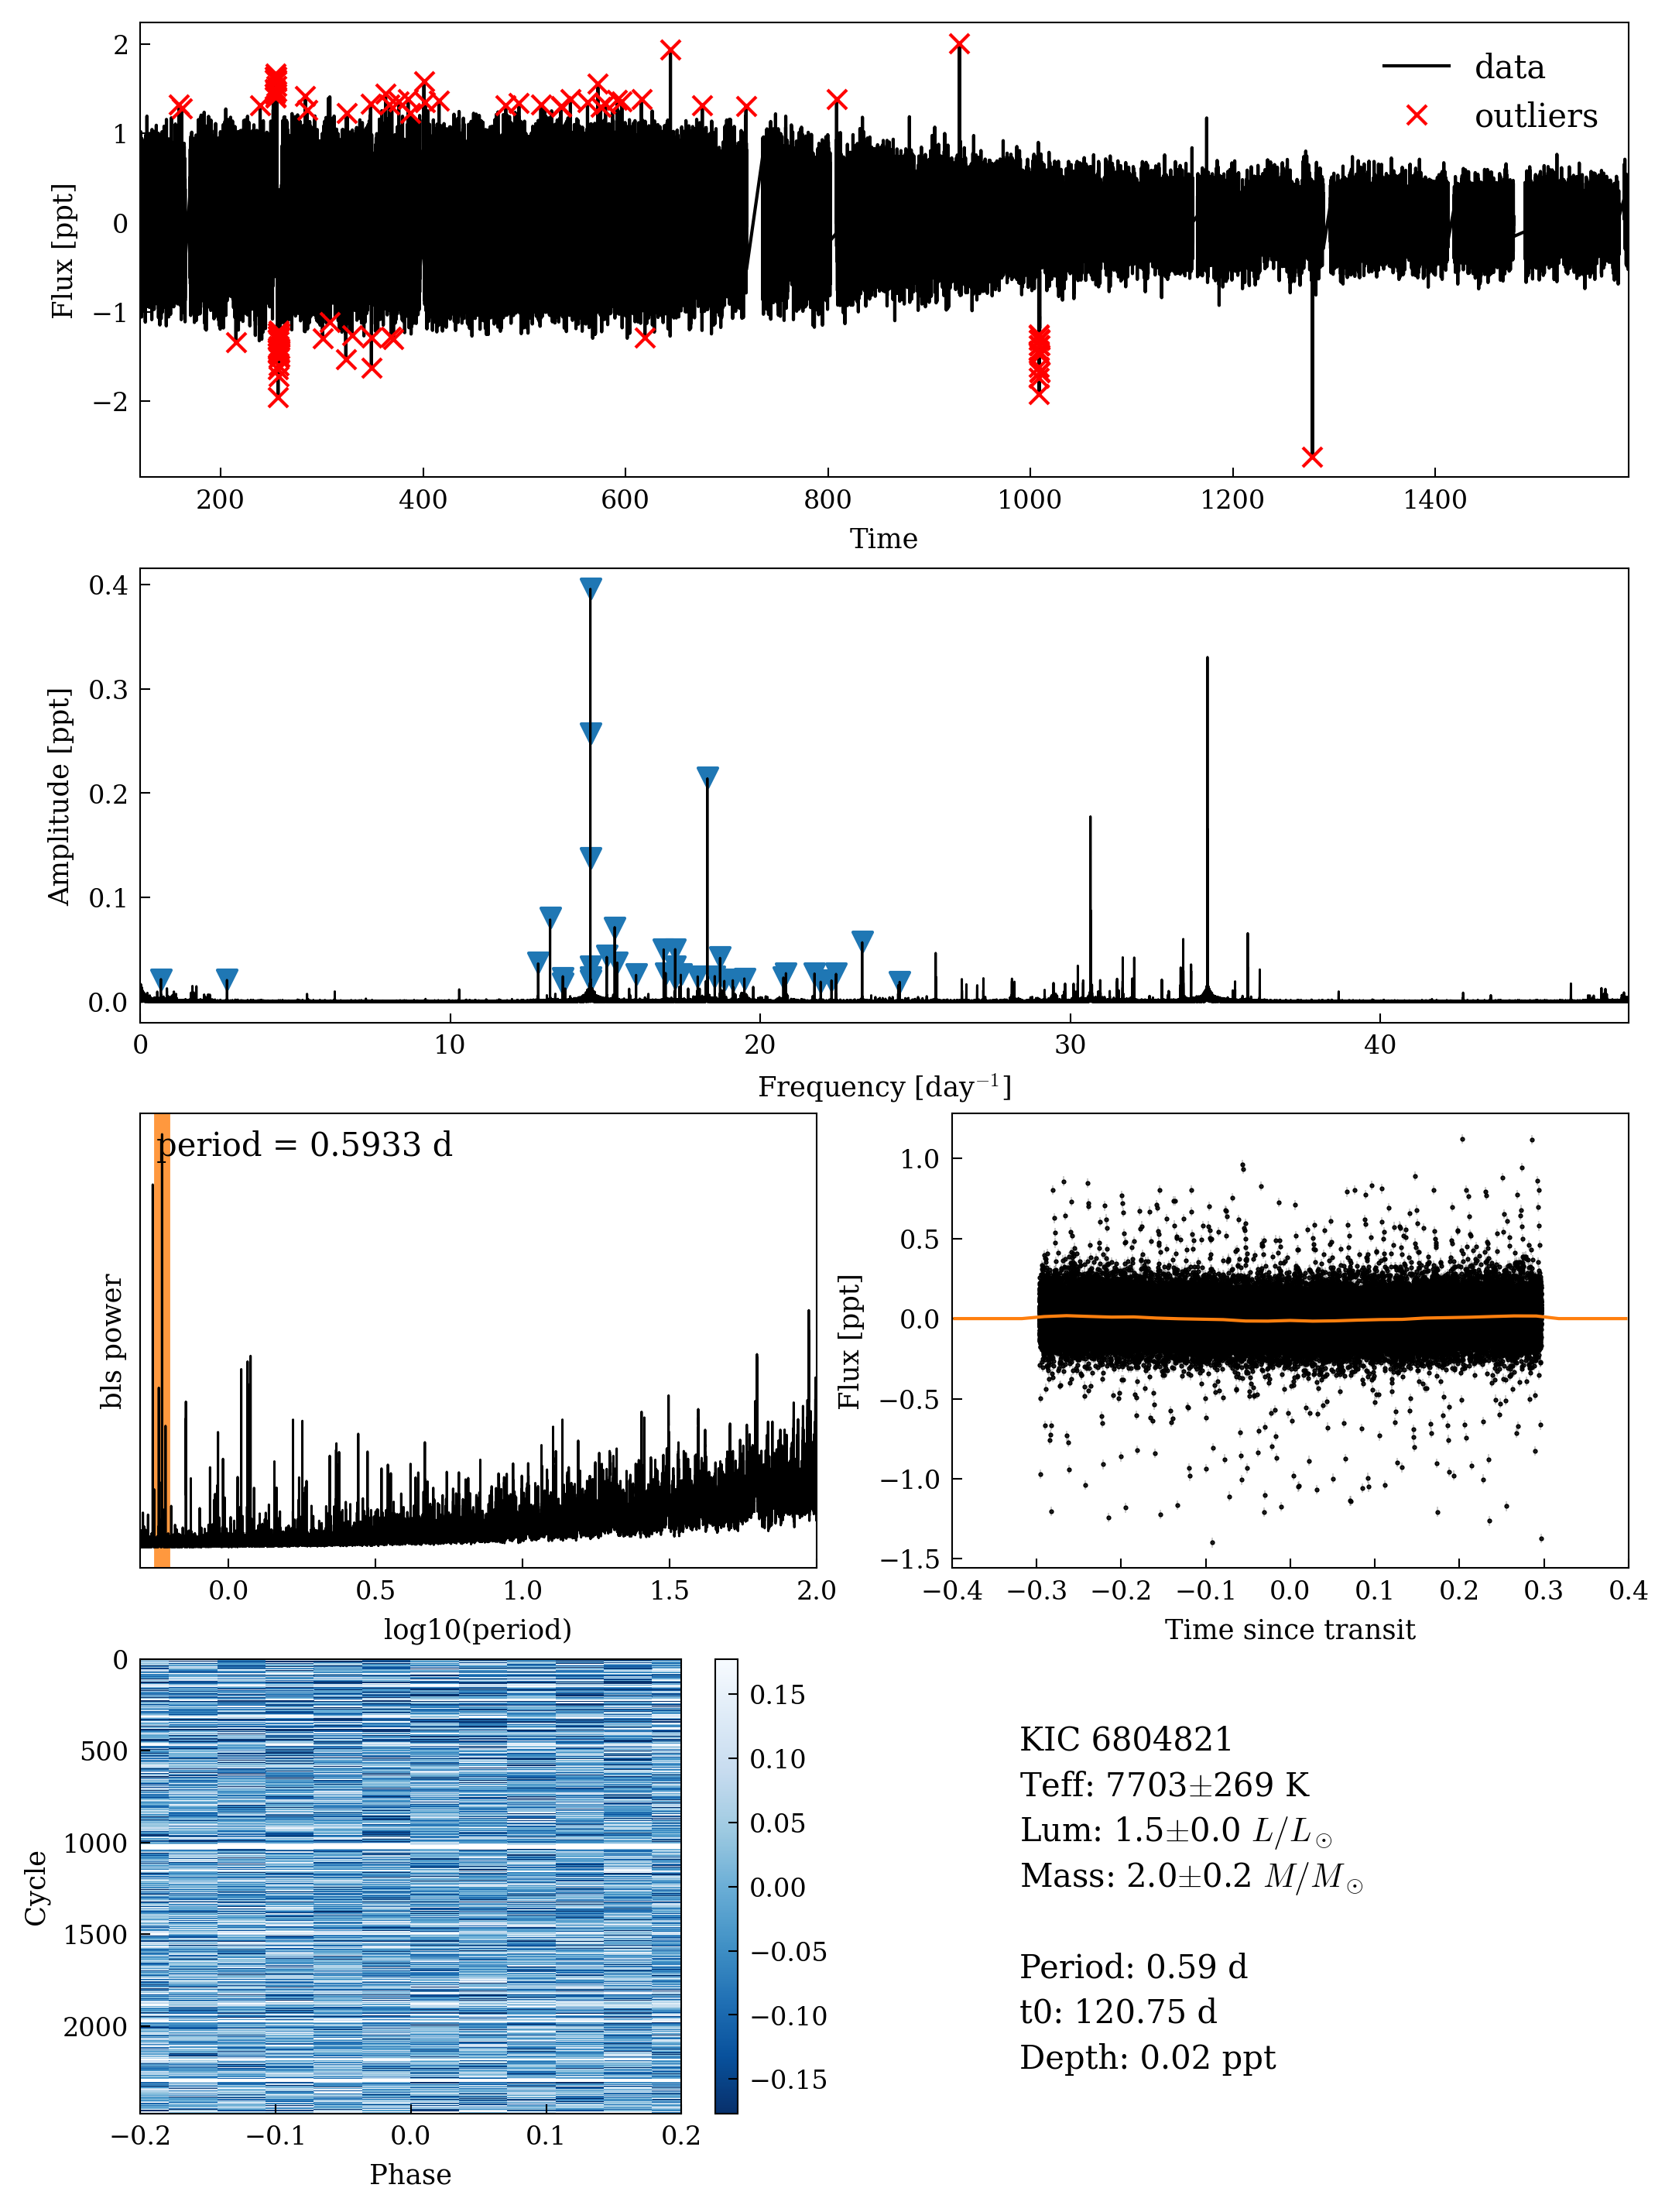 2
1
0
−1
−2
Flux [ppt]
data
outliers
200
400
600
800
1000
1200
1400
Time
0.4
0.3
0.2
0.1
0.0
Amplitude [ppt]
0
10
20
30
40
Frequency [day⁻¹]
period = 0.5933 d
bls power
0.0
0.5
1.0
1.5
2.0
log10(period)
1.0
0.5
0.0
−0.5
−1.0
−1.5
Flux [ppt]
−0.4
−0.3
−0.2
−0.1
0.0
0.1
0.2
0.3
0.4
Time since transit
0
500
1000
1500
2000
Cycle
−0.2
−0.1
0.0
0.1
0.2
Phase
0.15
0.10
0.05
0.00
−0.05
−0.10
−0.15
KIC 6804821
Teff: 7703±269 K
Lum: 1.5±0.0 L/L⊙
Mass: 2.0±0.2 M/M⊙
Period: 0.59 d
t0: 120.75 d
Depth: 0.02 ppt